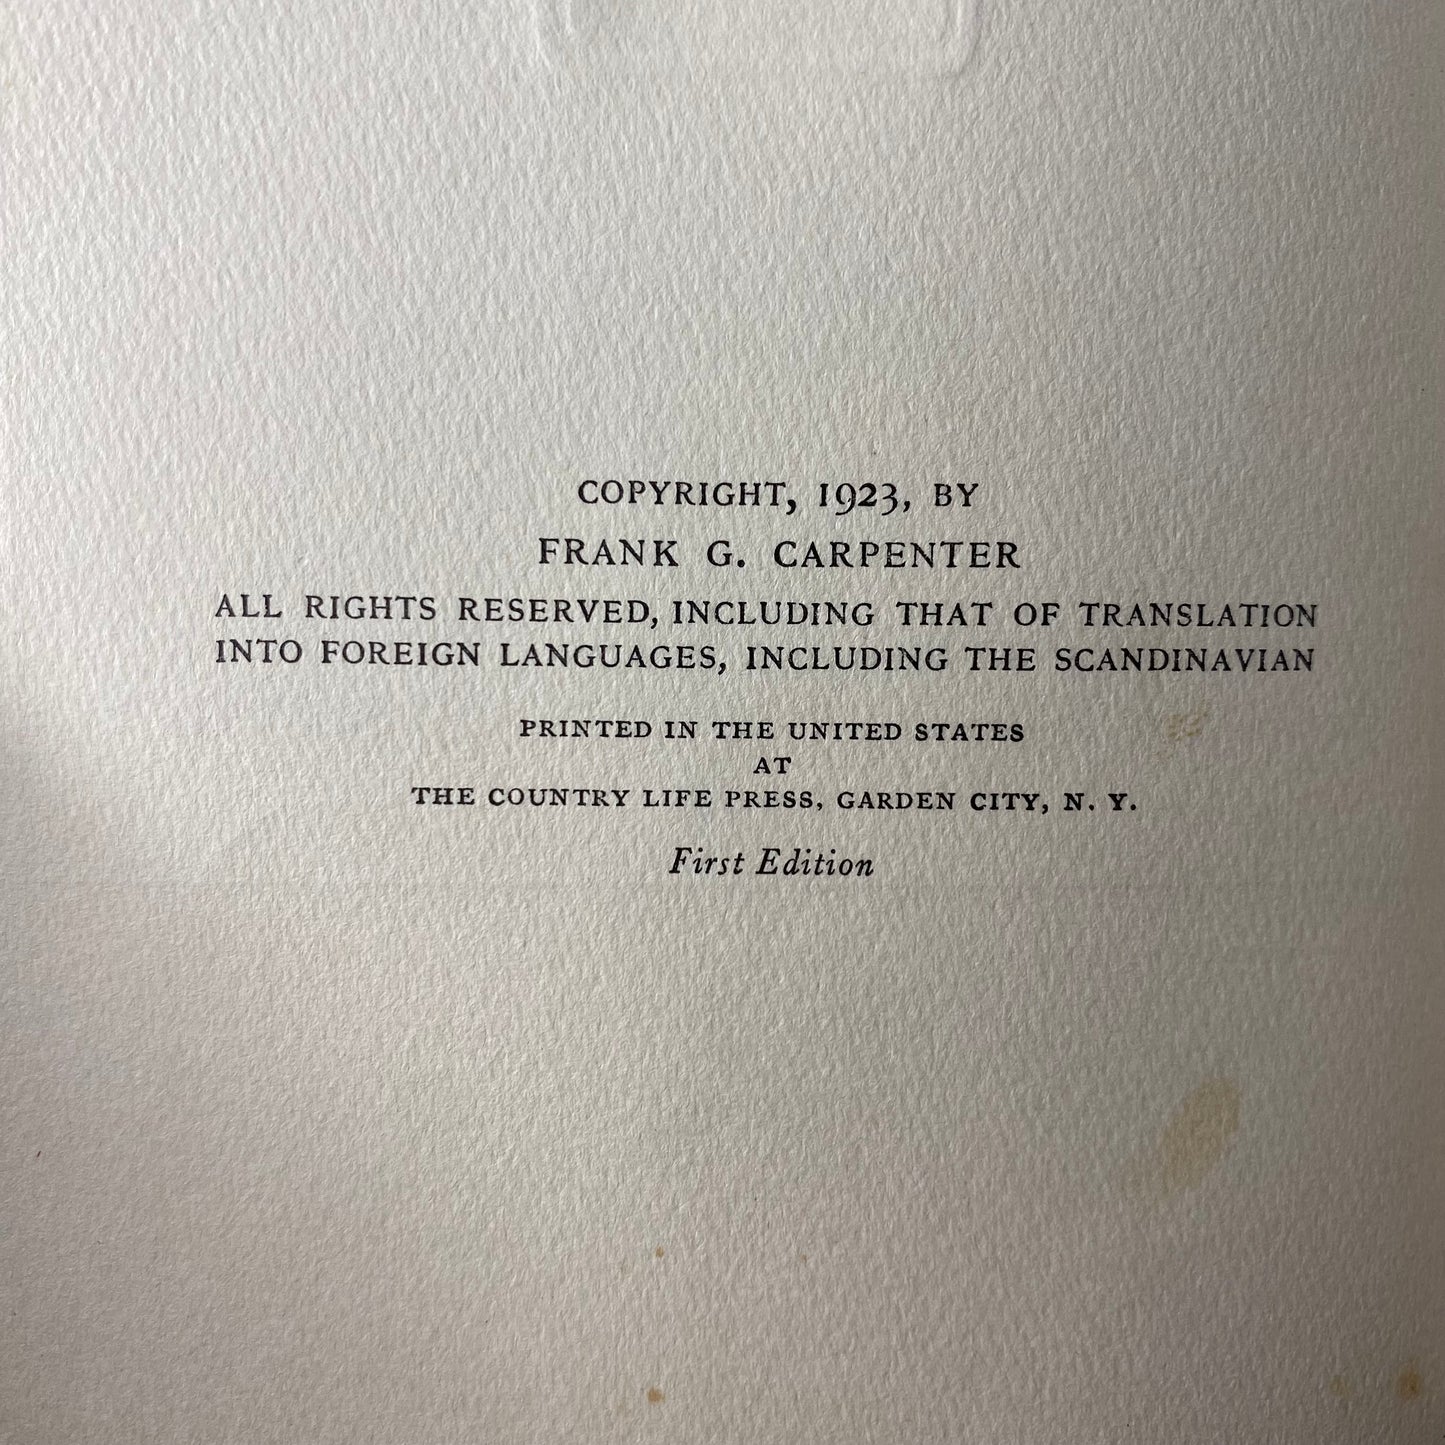 COPYRIGHT, 1923, BY
FRANK G. CARPENTER
ALL RIGHTS RESERVED, INCLUDING THAT OF TRANSLATION
INTO FOREIGN LANGUAGES, INCLUDING THE SCANDINAVIAN
PRINTED IN THE UNITED STATES
AT
THE COUNTRY LIFE PRESS, GARDEN CITY, N. Y.
First Edition